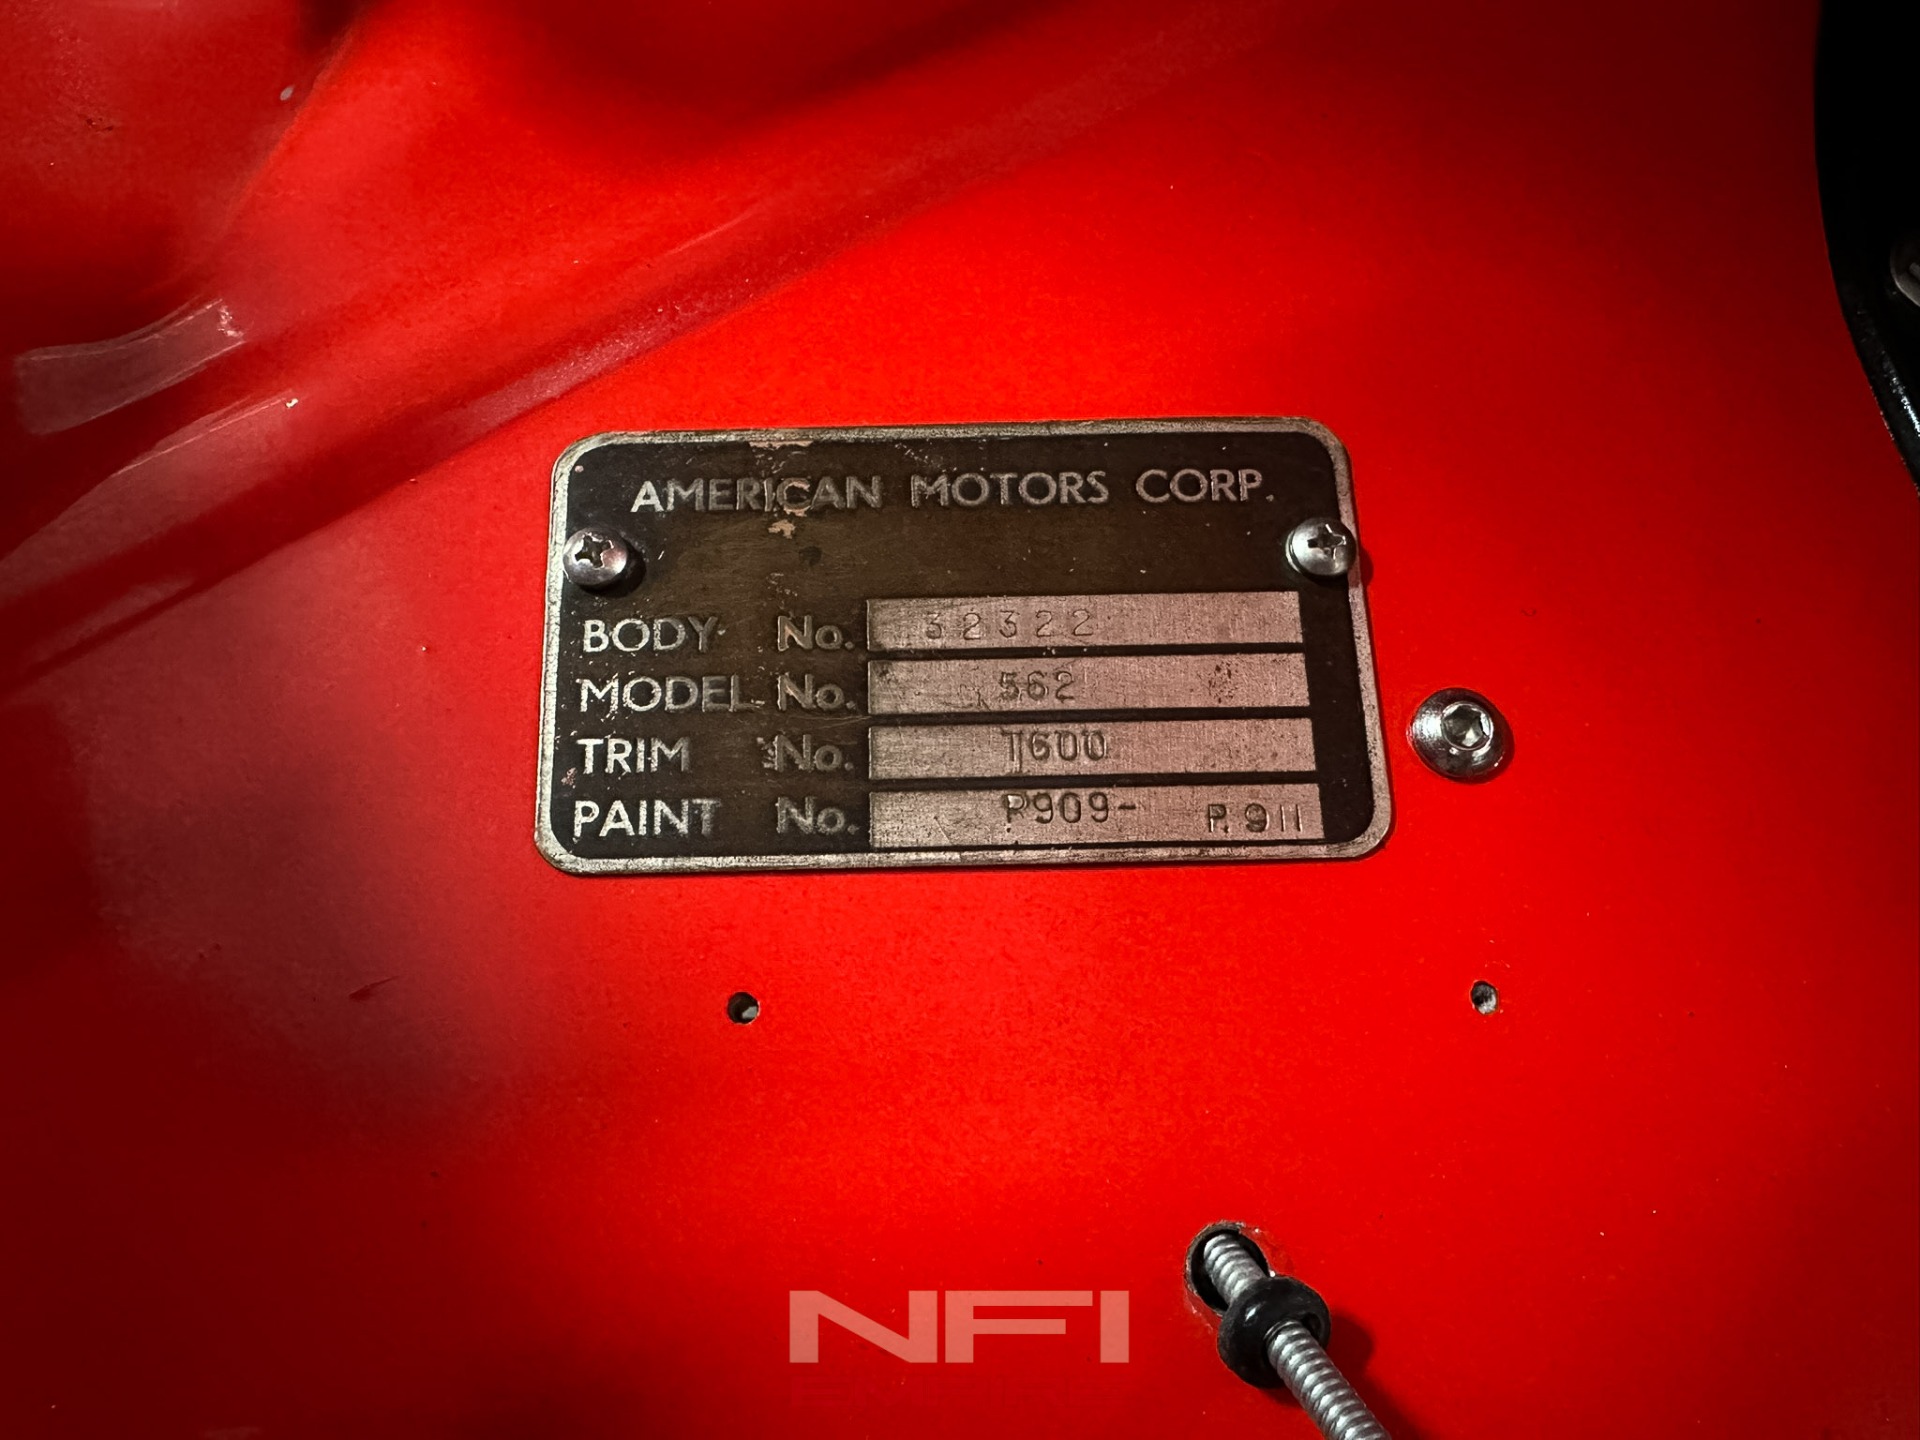 AMERICAN MOTORS CORP.
BODY No. 32322
MODEL No. 562
TRIM No. T600
PAINT No. P909- P.911
NFI